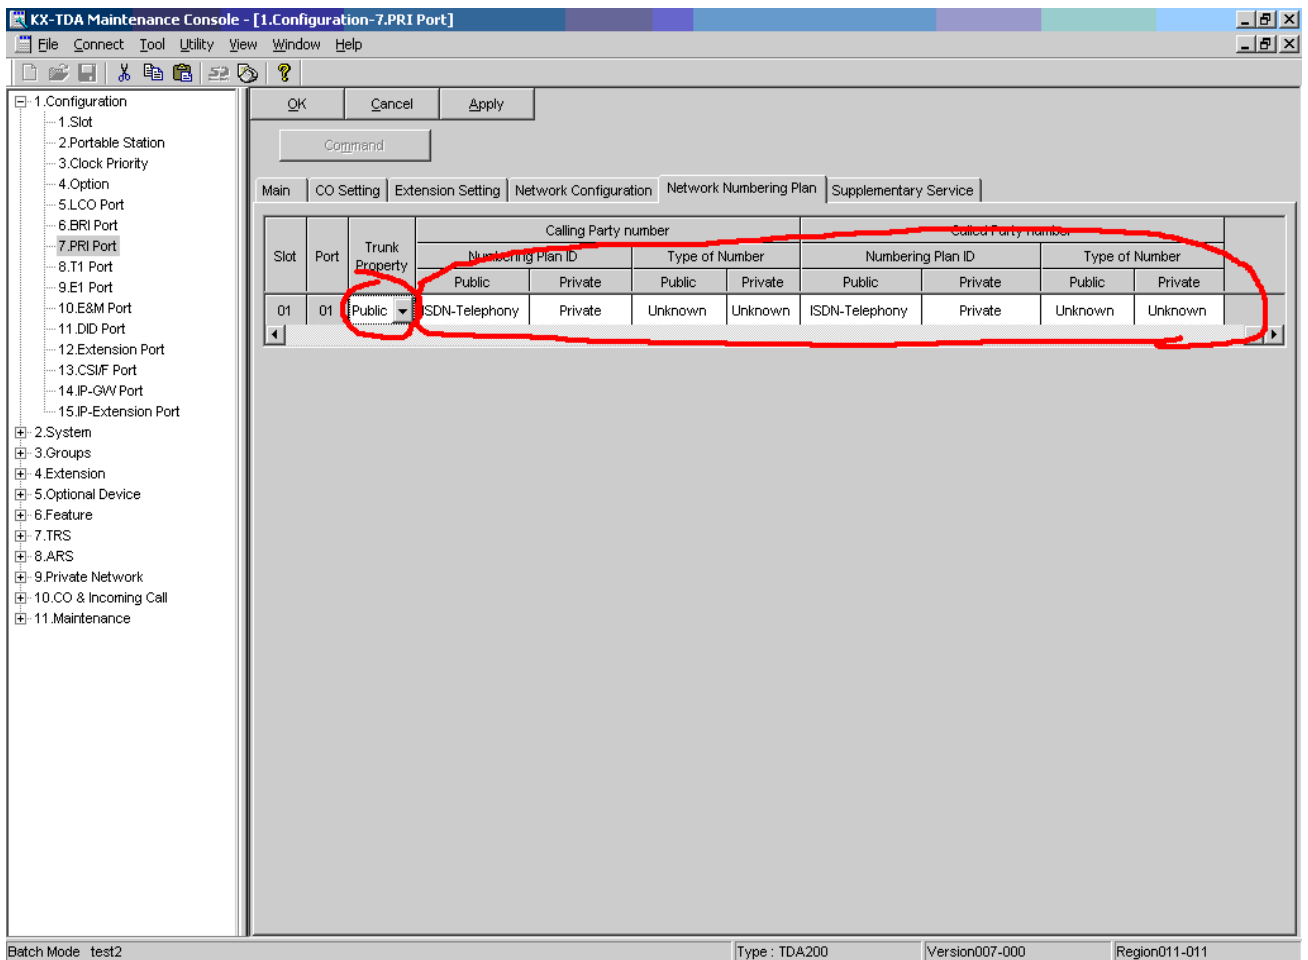 KX-TDA Maintenance Console - [1.Configuration-7.PRI Port]
File Connect Tool Utility View Window Help
1.Configuration
1.Slot
2.Portable Station
3.Clock Priority
4.Option
5.LCO Port
6.BRI Port
7.PRI Port
8.T1 Port
9.E1 Port
10.E&M Port
11.DID Port
12.Extension Port
13.CSI/F Port
14.IP-GW Port
15.IP-Extension Port
2.System
3.Groups
4.Extension
5.Optional Device
6.Feature
7.TRS
8.ARS
9.Private Network
10.CO & Incoming Call
11.Maintenance
OK Cancel Apply
Command
Main CO Setting Extension Setting Network Configuration Network Numbering Plan Supplementary Service
Calling Party number Called Party number
Slot Port Trunk Property Numbering Plan ID Type of Number Numbering Plan ID Type of Number
Public Private Public Private Public Private Public Private
01 01 Public ISDN-Telephony Private Unknown Unknown ISDN-Telephony Private Unknown Unknown
Batch Mode test2 Type : TDA200 Version007-000 Region011-011